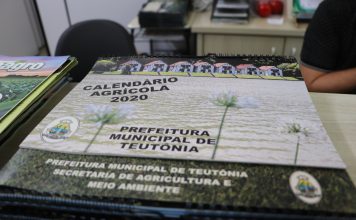 CALENDÁRIO
AGRÍCOLA
2020
PREFEITURA
MUNICIPAL DE
TEUTÔNIA
PREFEITURA MUNICIPAL DE TEUTÔNIA
SECRETARIA DE AGRICULTURA E
MEIO AMBIENTE